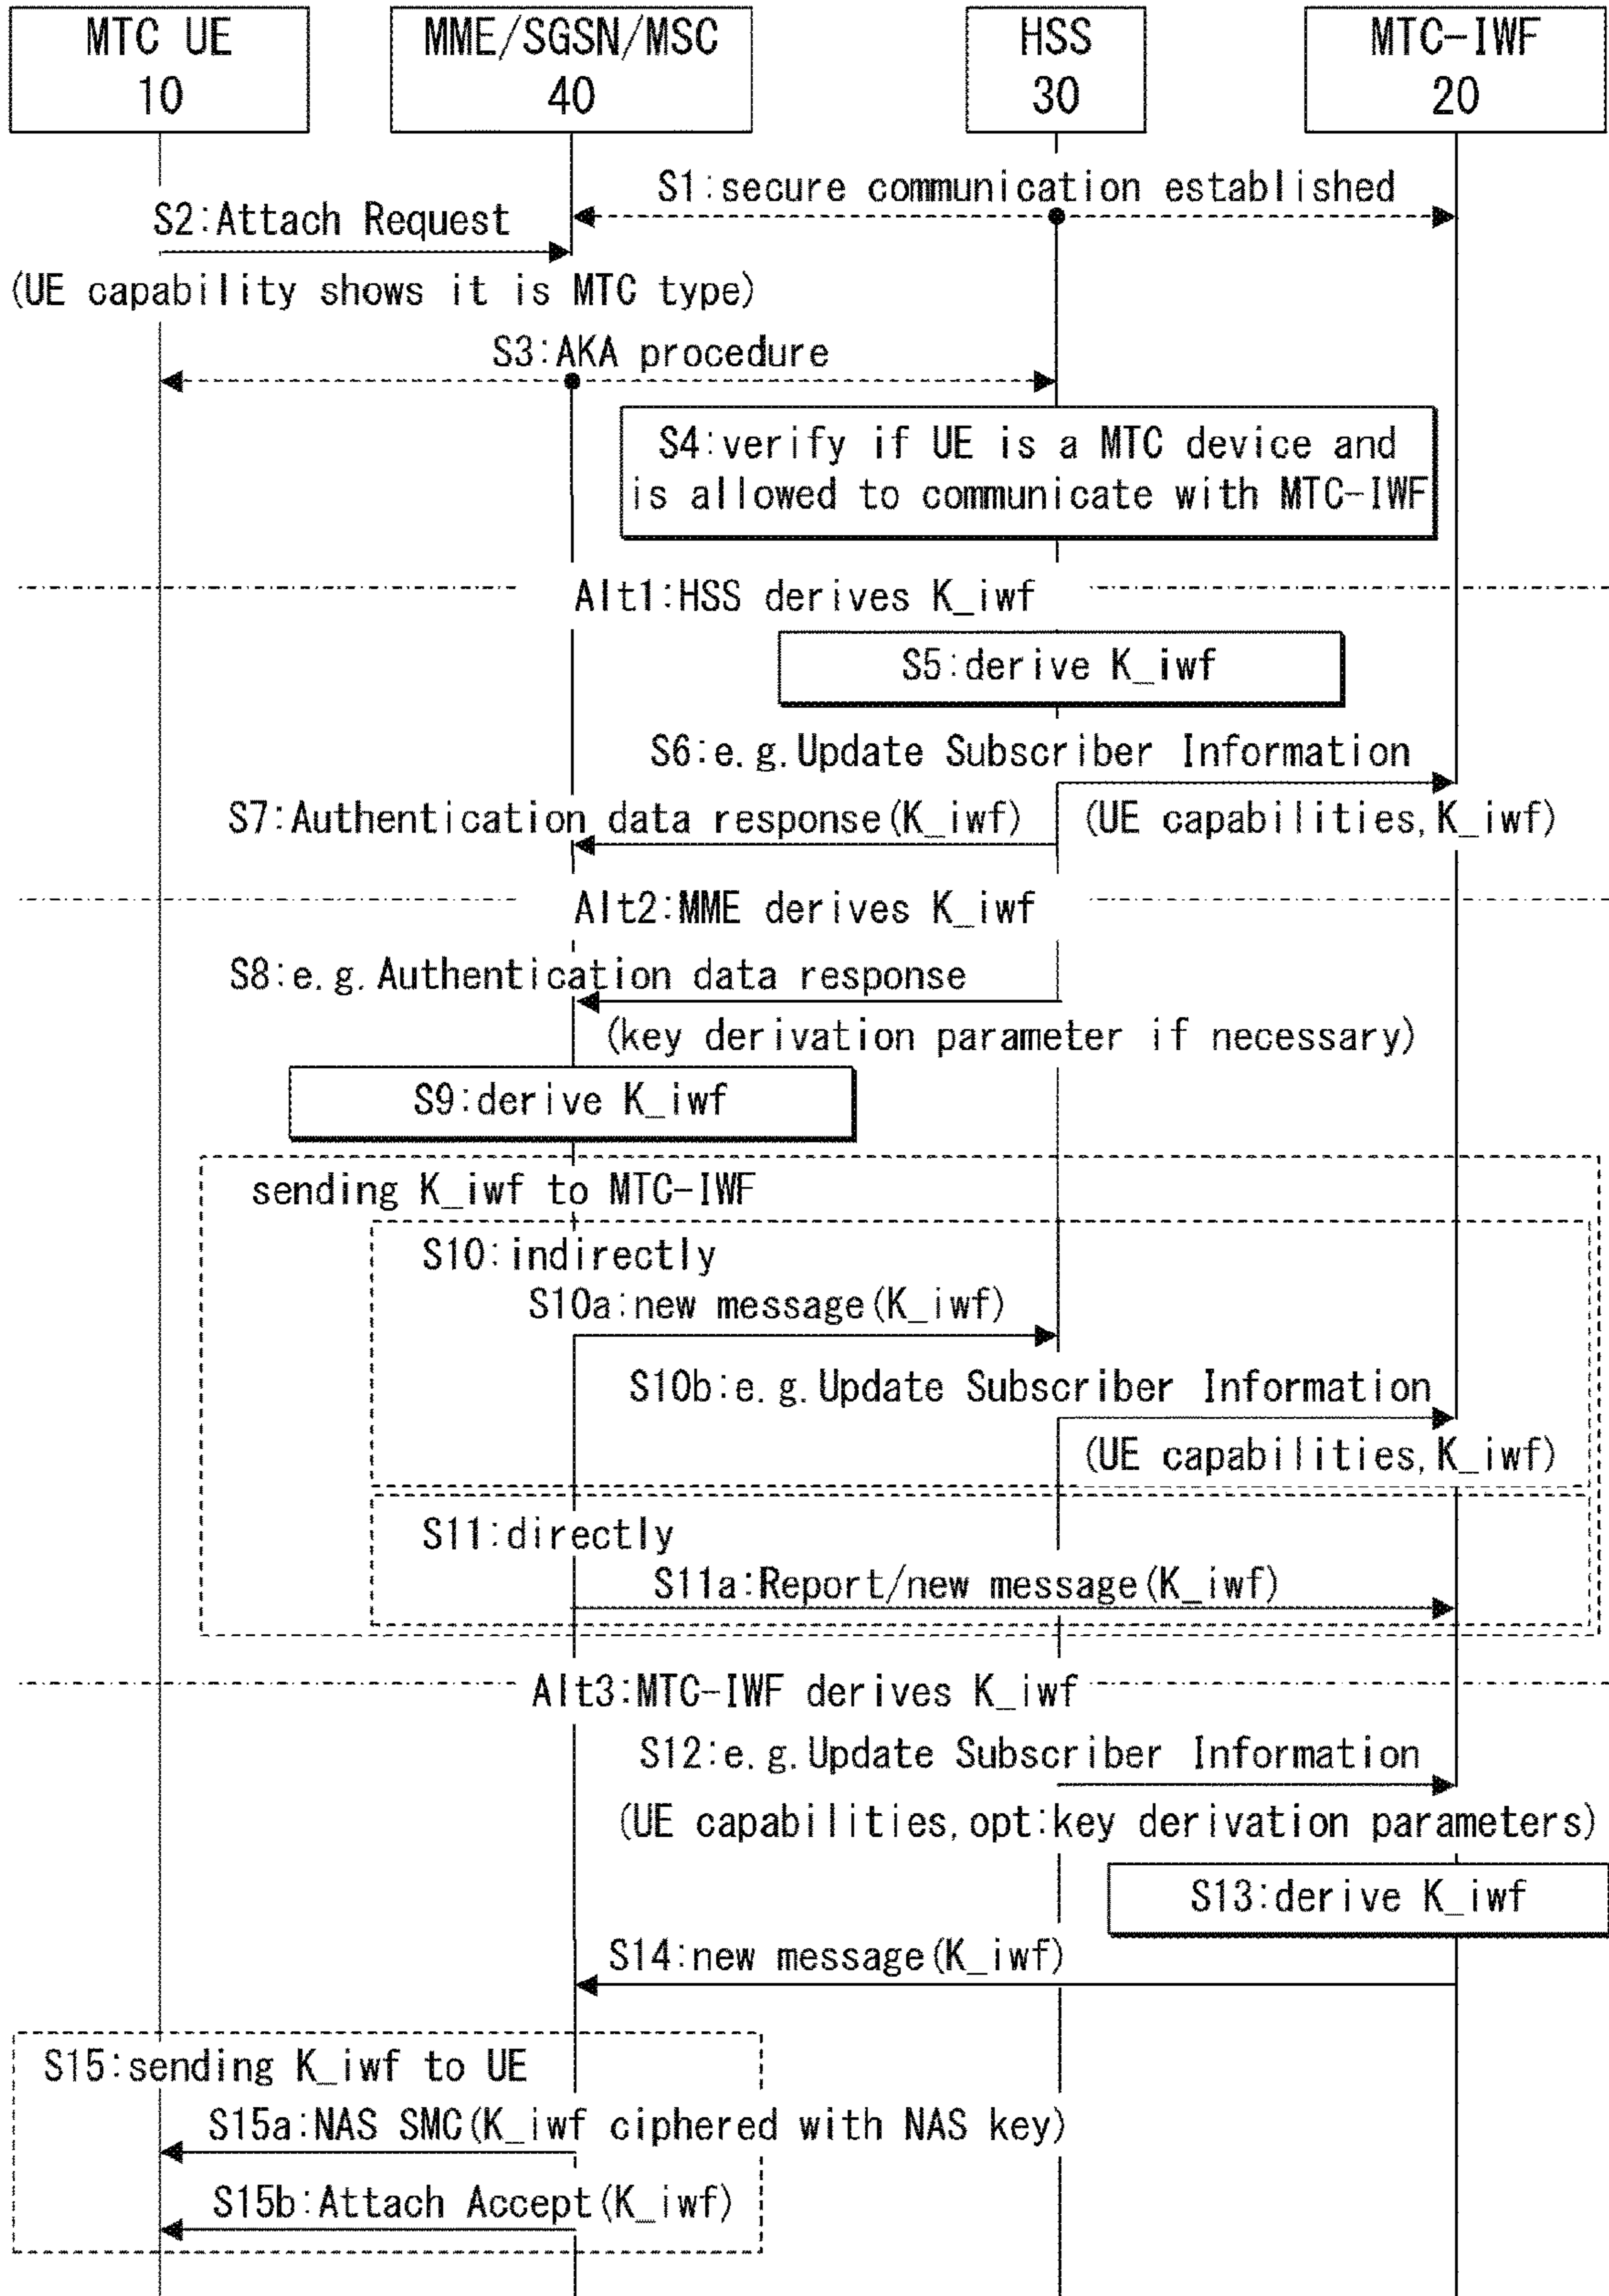 MTC UE
10
MME/SGSN/MSC
40
HSS
30
MTC-IWF
20
S1:secure communication established
S2:Attach Request
(UE capability shows it is MTC type)
S3:AKA procedure
S4:verify if UE is a MTC device and
is allowed to communicate with MTC-IWF
Alt1:HSS derives K_iwf
S5:derive K_iwf
S6:e.g.Update Subscriber Information
S7:Authentication data response(K_iwf)
(UE capabilities,K_iwf)
Alt2:MME derives K_iwf
S8:e.g.Authentication data response
(key derivation parameter if necessary)
S9:derive K_iwf
sending K_iwf to MTC-IWF
S10:indirectly
S10a:new message(K_iwf)
S10b:e.g.Update Subscriber Information
(UE capabilities,K_iwf)
S11:directly
S11a:Report/new message(K_iwf)
Alt3:MTC-IWF derives K_iwf
S12:e.g.Update Subscriber Information
(UE capabilities,opt:key derivation parameters)
S13:derive K_iwf
S14:new message(K_iwf)
S15:sending K_iwf to UE
S15a:NAS SMC(K_iwf ciphered with NAS key)
S15b:Attach Accept(K_iwf)